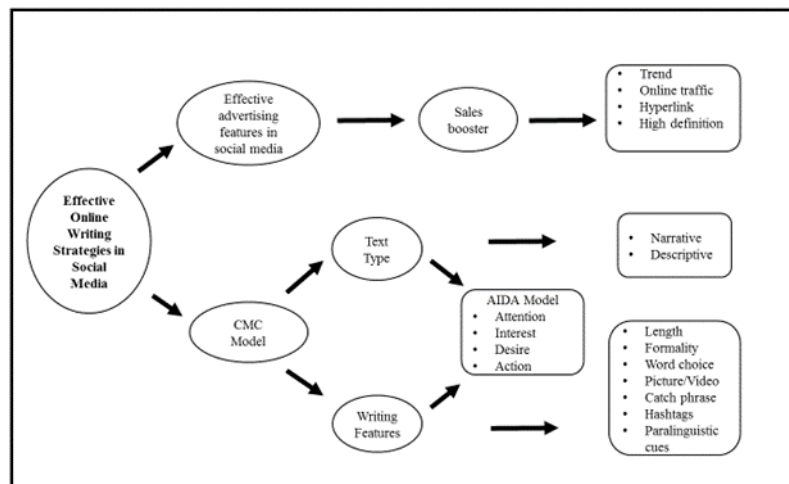 Effective
advertising
features in
social media
Sales
booster
• Trend
• Online traffic
• Hyperlink
• High definition
Effective
Online
Writing
Strategies in
Social
Media
Text
Type
• Narrative
• Descriptive
CMC
Model
AIDA Model
• Attention
• Interest
• Desire
• Action
Writing
Features
• Length
• Formality
• Word choice
• Picture/Video
• Catch phrase
• Hashtags
• Paralinguistic
cues